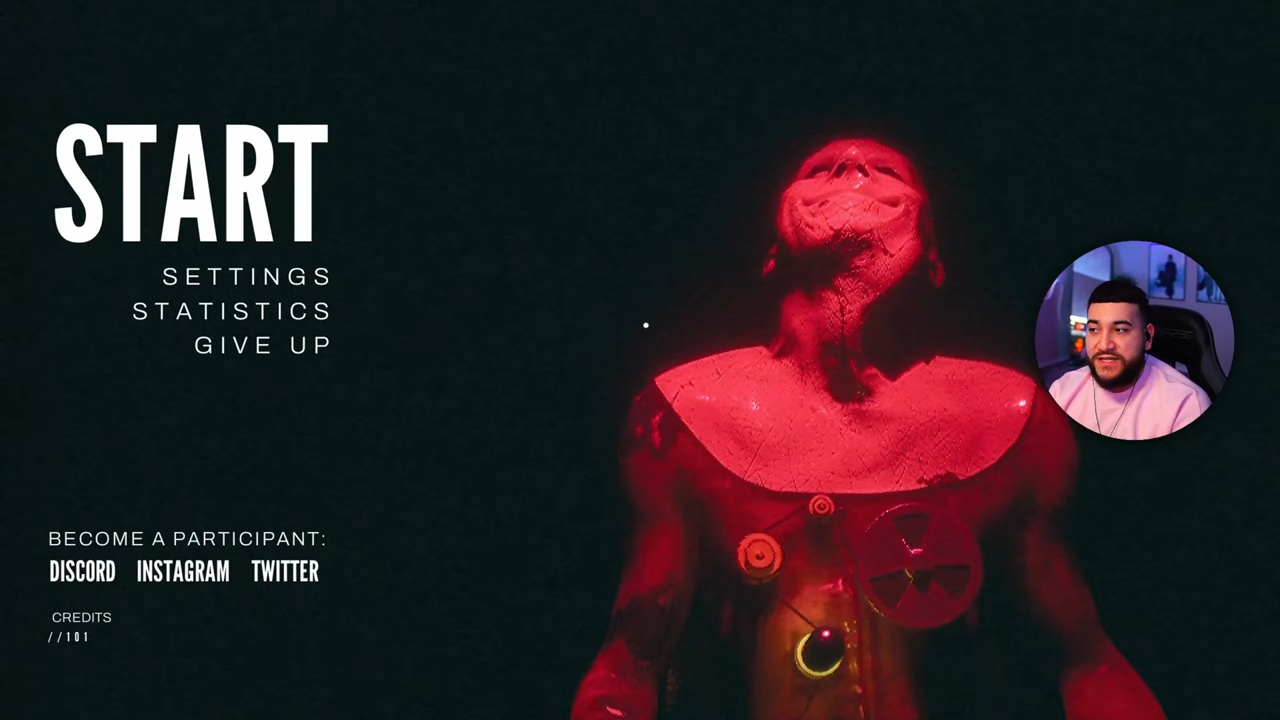 START
SETTINGS
STATISTICS
GIVE UP
BECOME A PARTICIPANT:
DISCORD INSTAGRAM TWITTER
CREDITS
//101